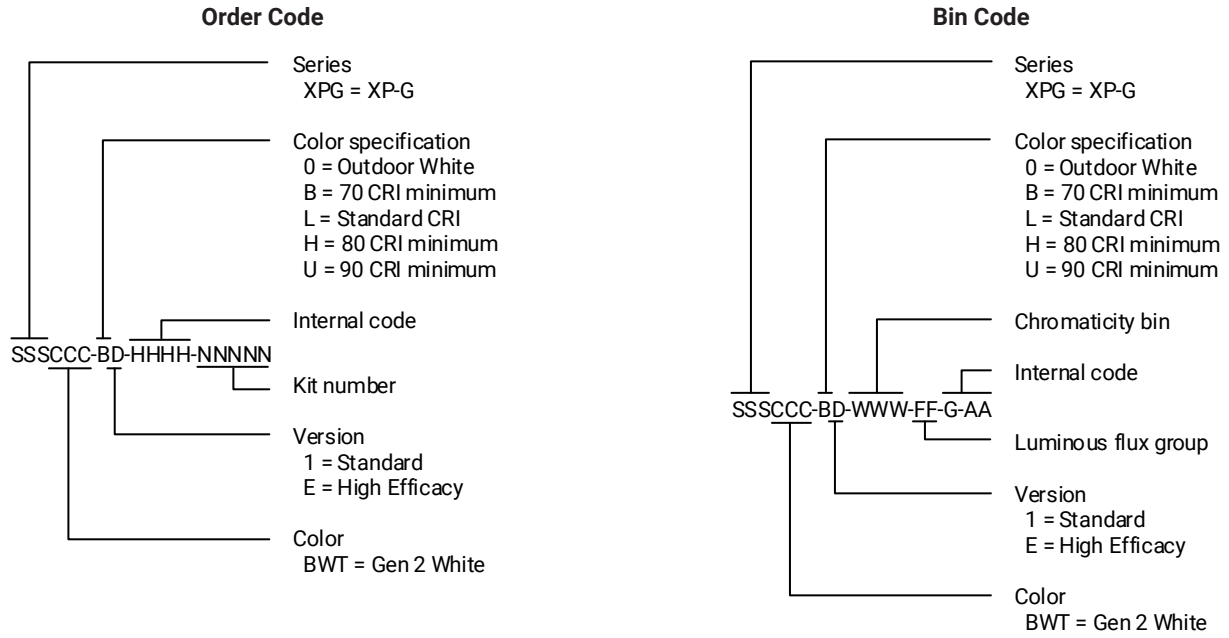 Order Code
Series
XPG = XP-G
Color specification
0 = Outdoor White
B = 70 CRI minimum
L = Standard CRI
H = 80 CRI minimum
U = 90 CRI minimum
Internal code
SSSCCC-BD-HHHH-NNNNN
Kit number
Version
1 = Standard
E = High Efficacy
Color
BWT = Gen 2 White
Bin Code
Series
XPG = XP-G
Color specification
0 = Outdoor White
B = 70 CRI minimum
L = Standard CRI
H = 80 CRI minimum
U = 90 CRI minimum
Chromaticity bin
Internal code
SSSCCC-BD-WWW-FF-G-AA
Luminous flux group
Version
1 = Standard
E = High Efficacy
Color
BWT = Gen 2 White